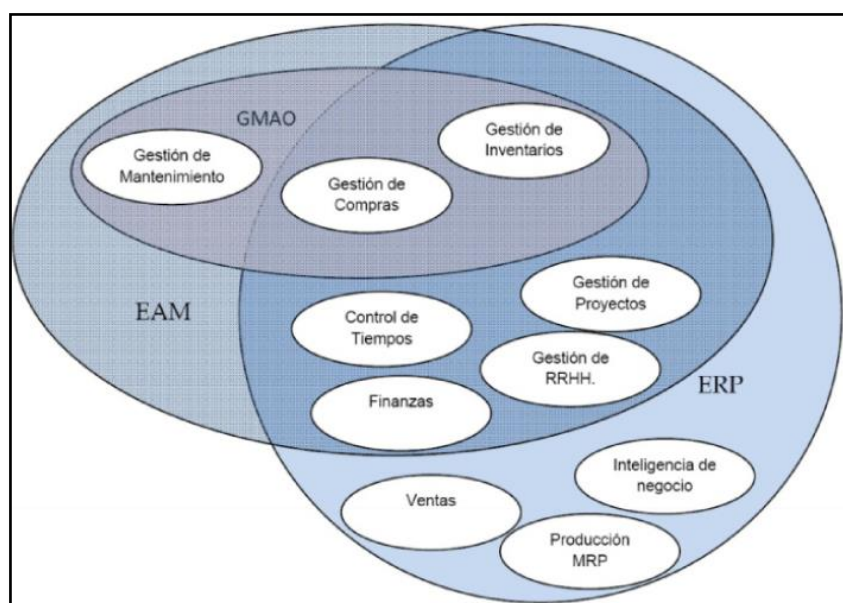 GMAO
Gestión de
Mantenimiento
Gestión de
Compras
Gestión de
Inventarios
EAM
Control de
Tiempos
Gestión de
Proyectos
Gestión de
RRHH.
Finanzas
ERP
Ventas
Inteligencia de
negocio
Producción
MRP